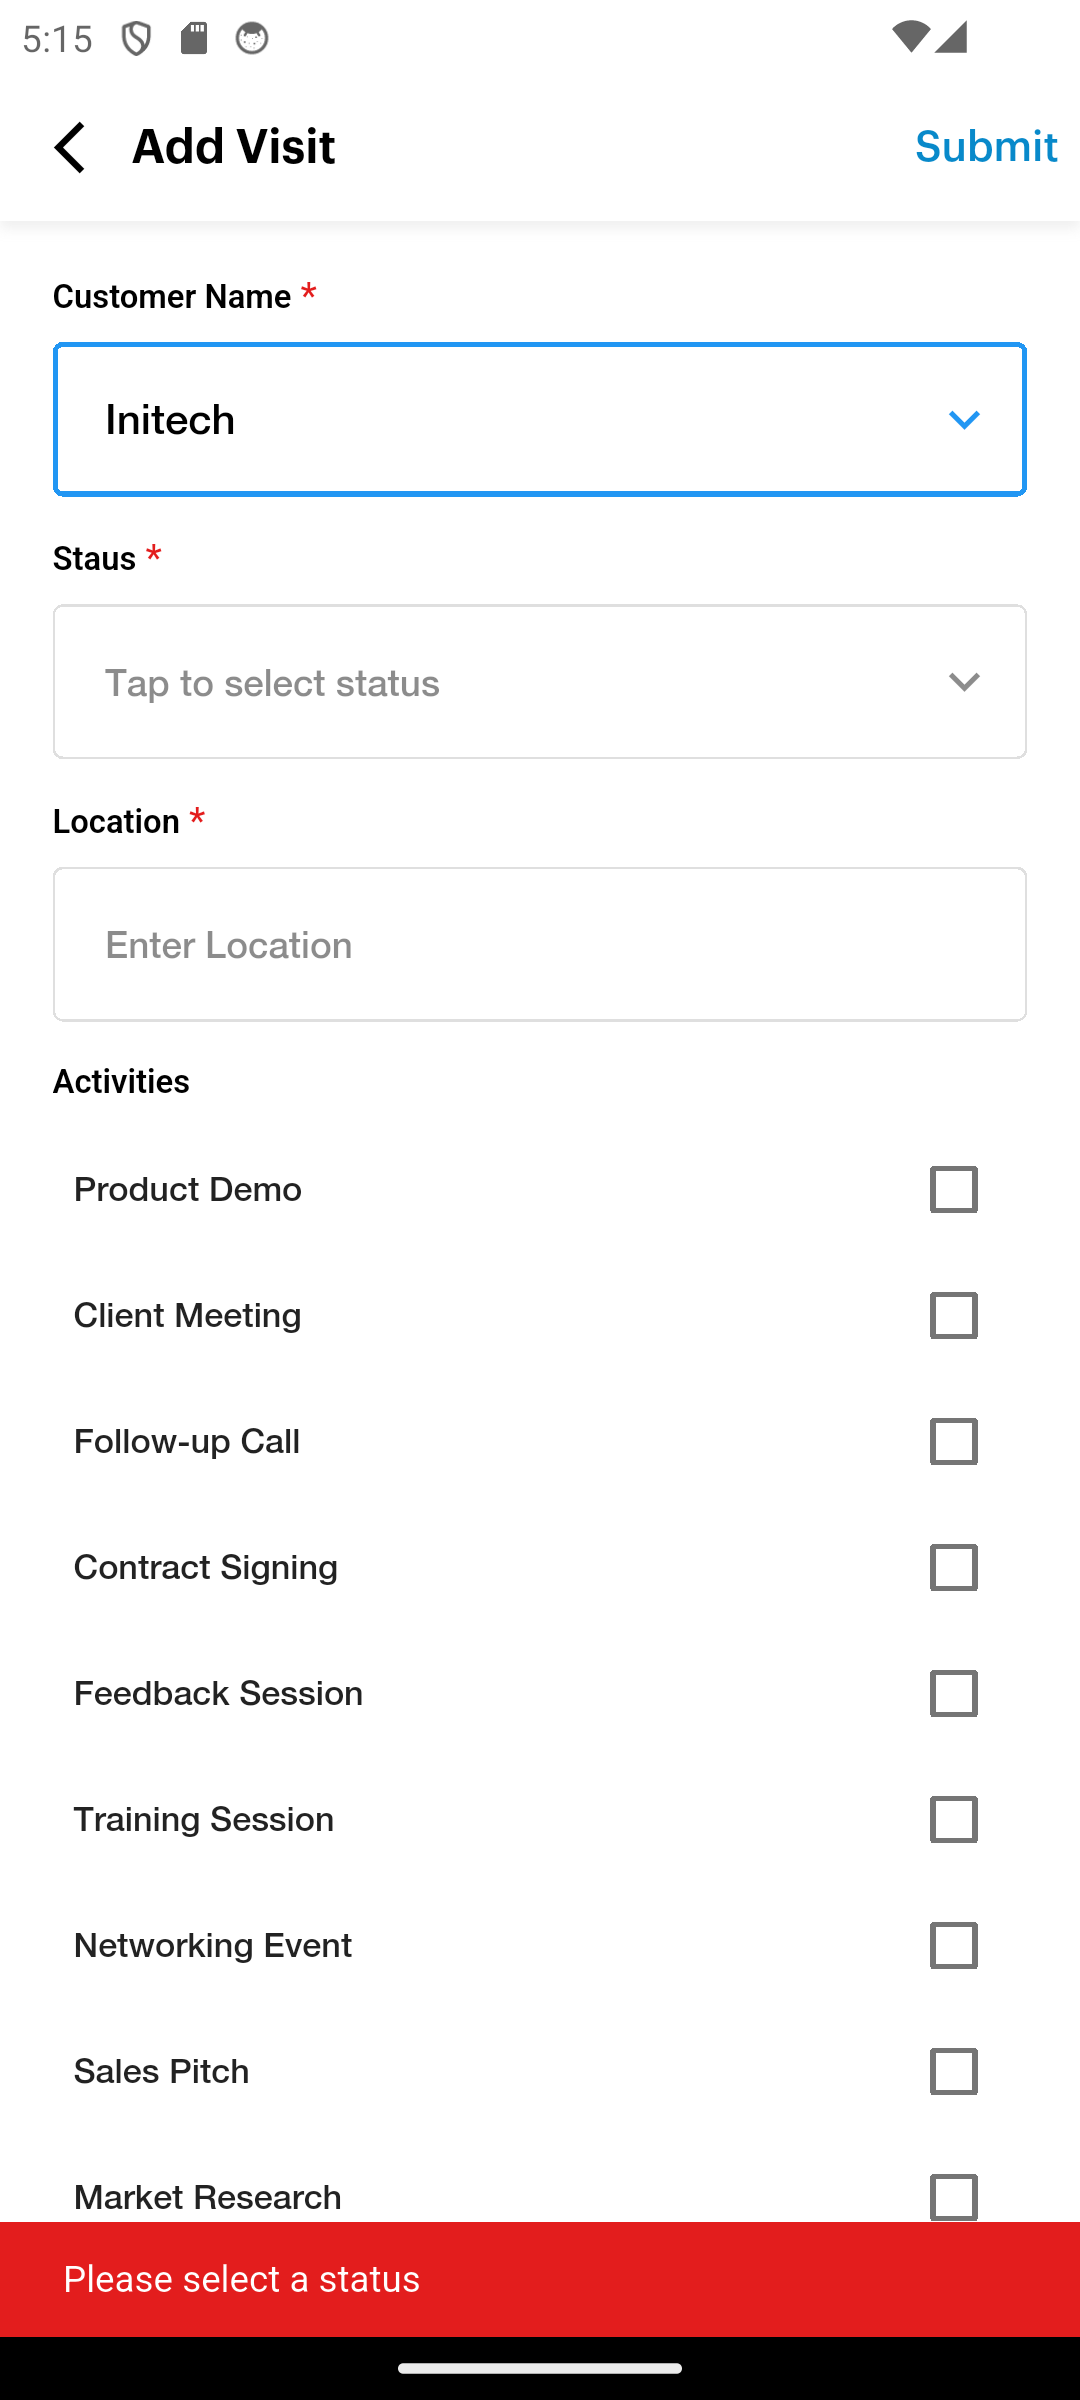 5:15
Add Visit
Submit
Customer Name *
Initech
Staus *
Tap to select status
Location *
Enter Location
Activities
Product Demo
Client Meeting
Follow-up Call
Contract Signing
Feedback Session
Training Session
Networking Event
Sales Pitch
Market Research
Please select a status